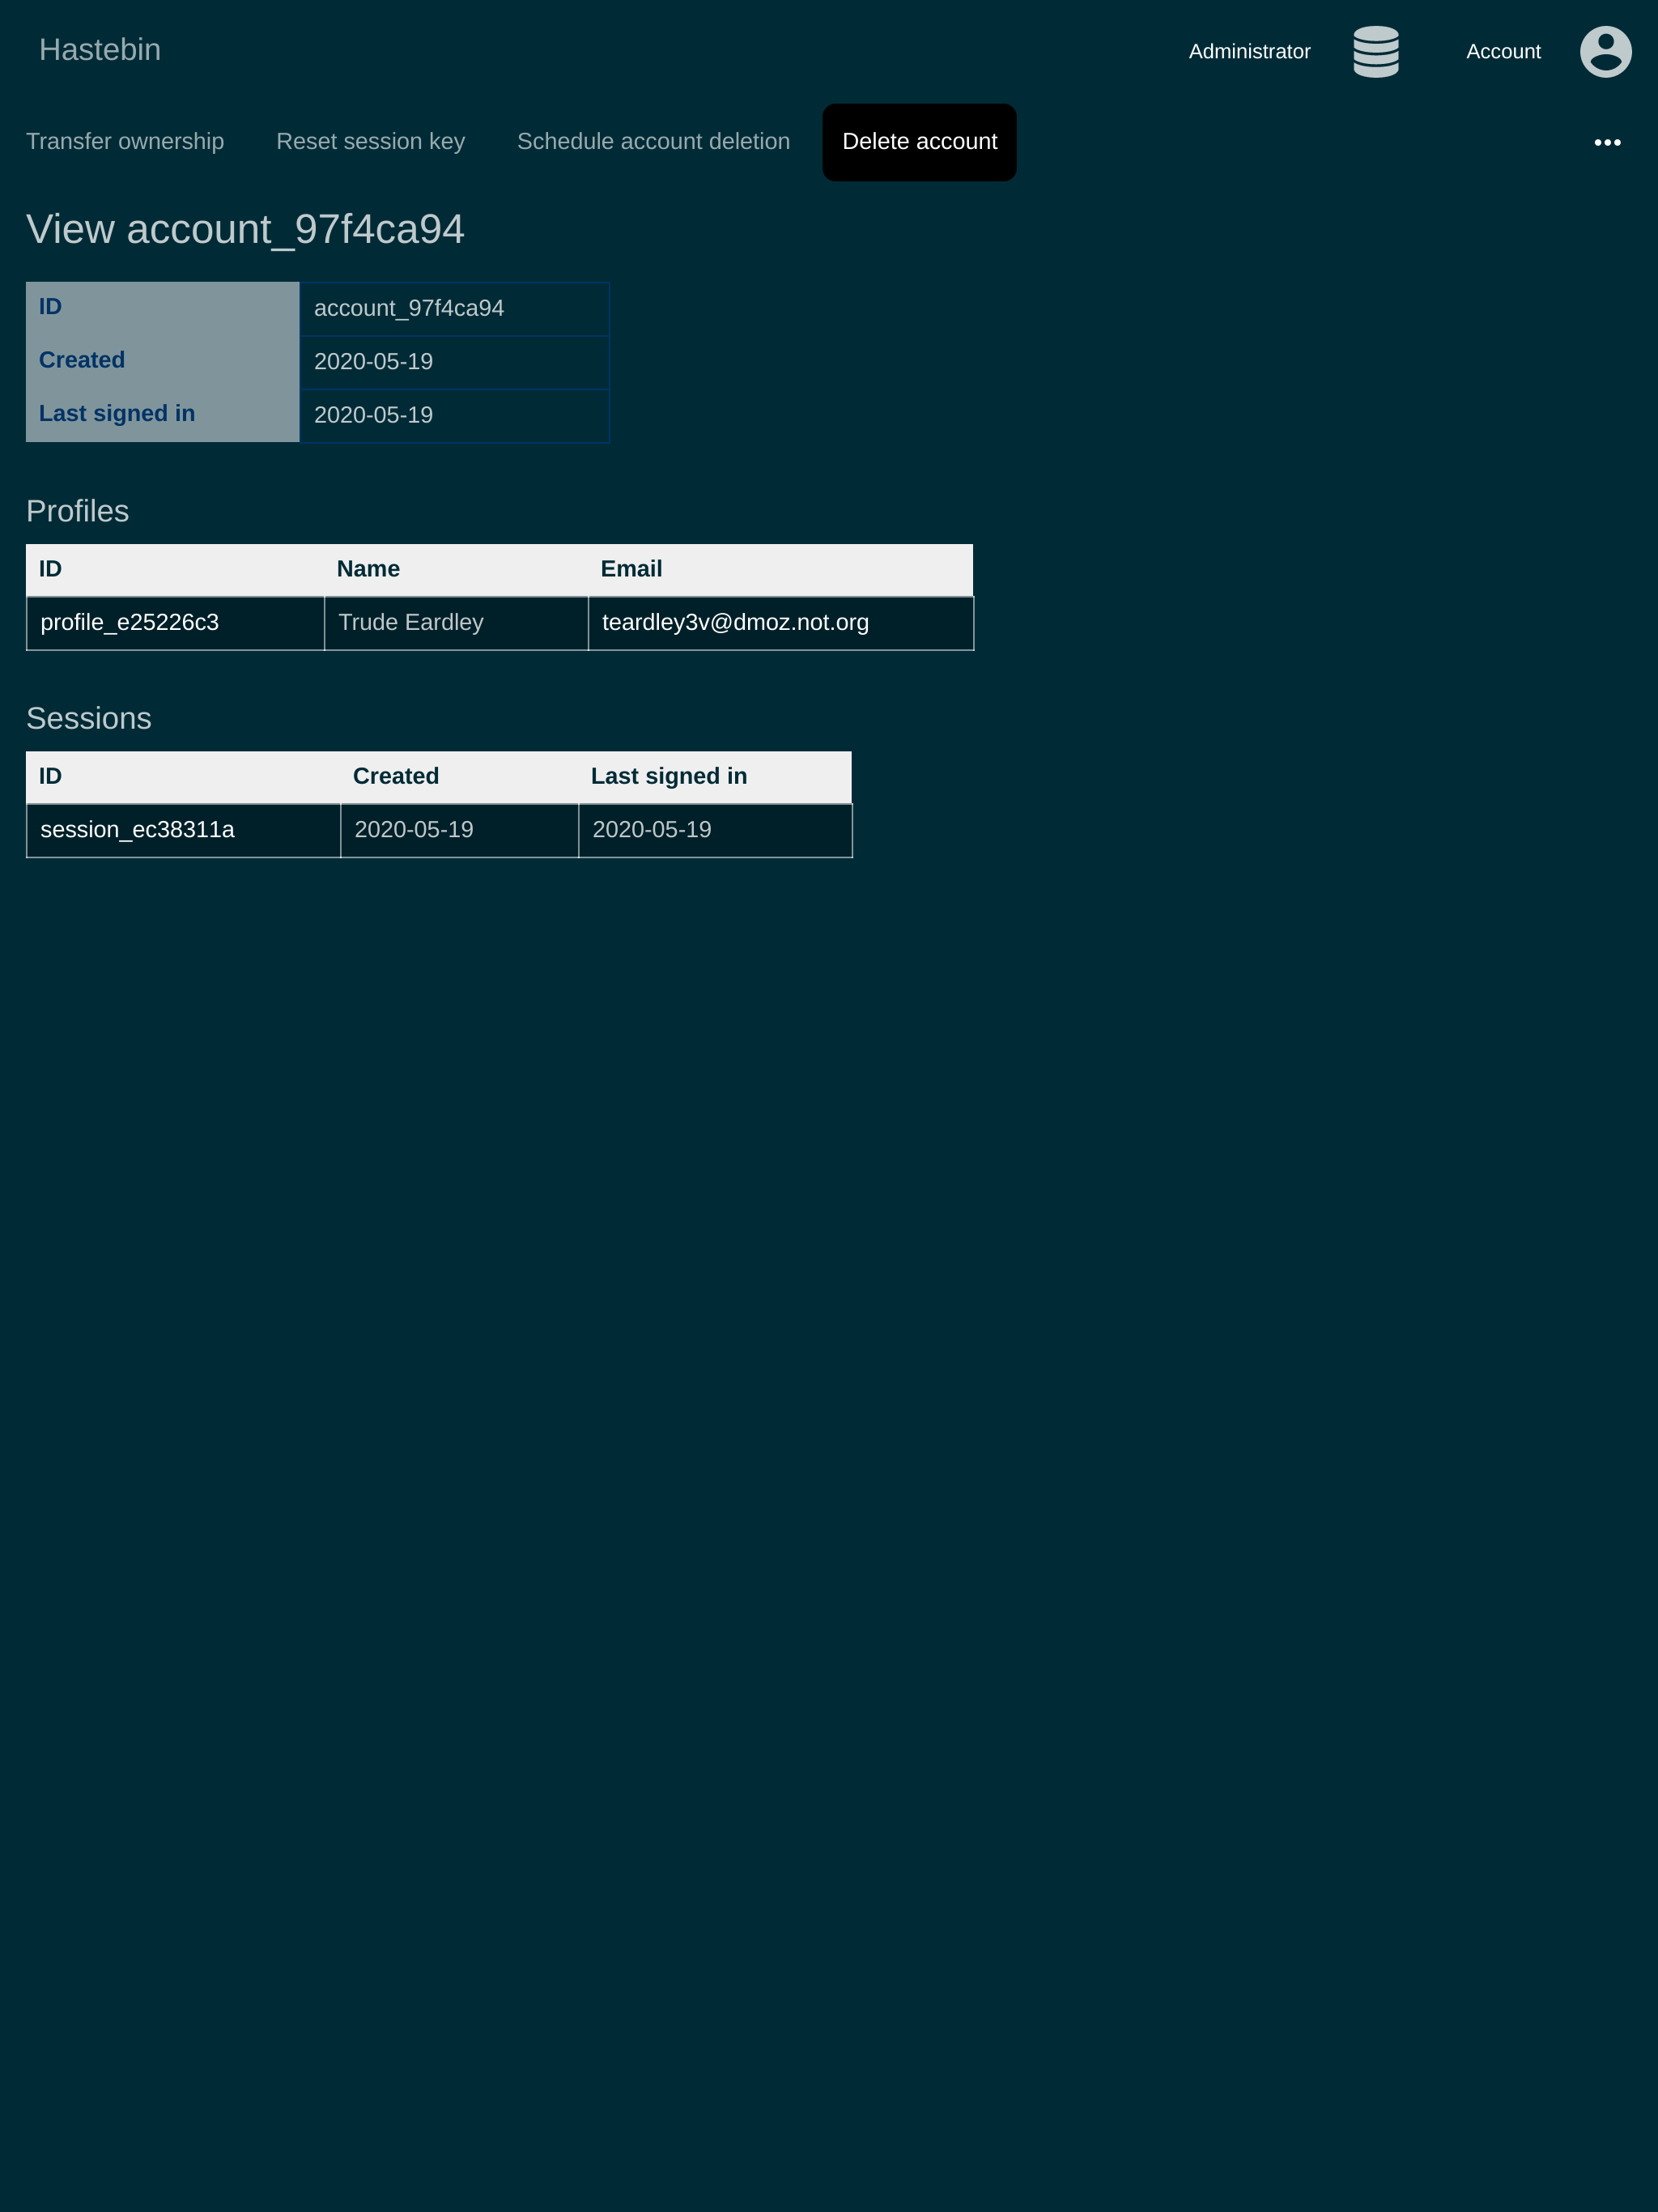 Hastebin Administrator Account
Transfer ownership Reset session key Schedule account deletion Delete account •••
View account_97f4ca94
ID account_97f4ca94
Created 2020-05-19
Last signed in 2020-05-19
Profiles
ID Name Email
profile_e25226c3 Trude Eardley teardley3v@dmoz.not.org
Sessions
ID Created Last signed in
session_ec38311a 2020-05-19 2020-05-19